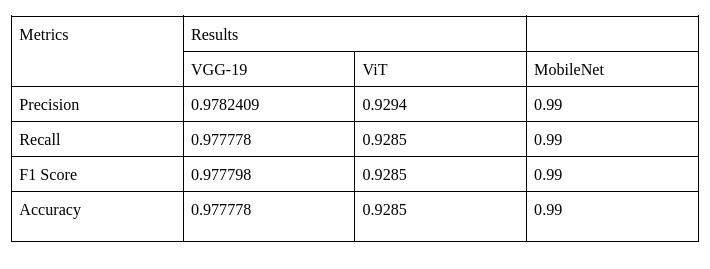 Metrics Results
VGG-19 ViT MobileNet
Precision 0.9782409 0.9294 0.99
Recall 0.977778 0.9285 0.99
F1 Score 0.977798 0.9285 0.99
Accuracy 0.977778 0.9285 0.99